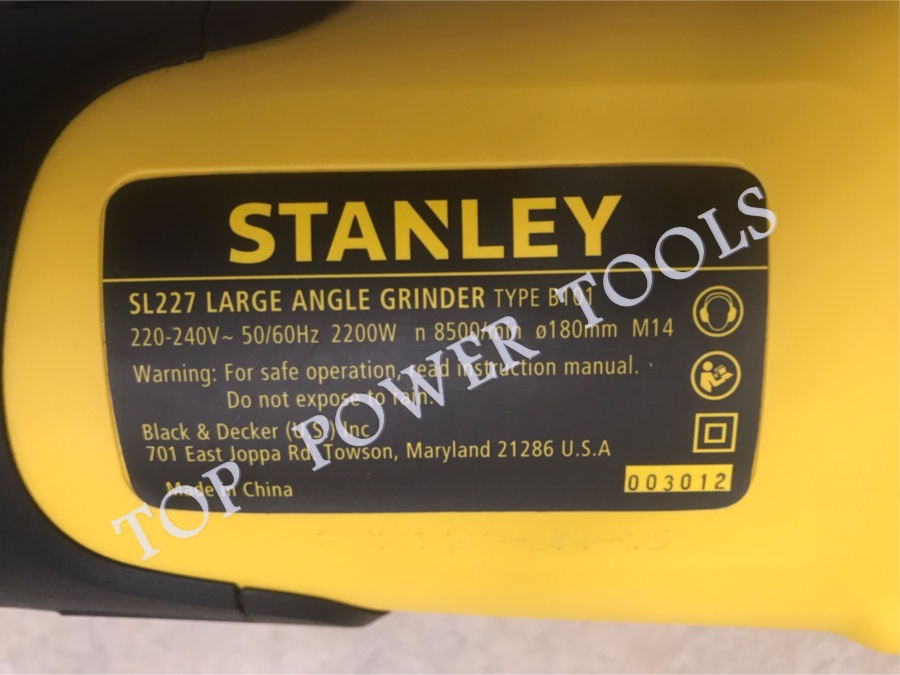 STANLEY
SL227 LARGE ANGLE GRINDER TYPE B101
220-240V~ 50/60Hz 2200W n 8500/min ø180mm M14
Warning: For safe operation, read instruction manual.
Do not expose to rain.
Black & Decker (U.S.) Inc
701 East Joppa Rd, Towson, Maryland 21286 U.S.A
Made in China
003012
TOP POWER TOOLS